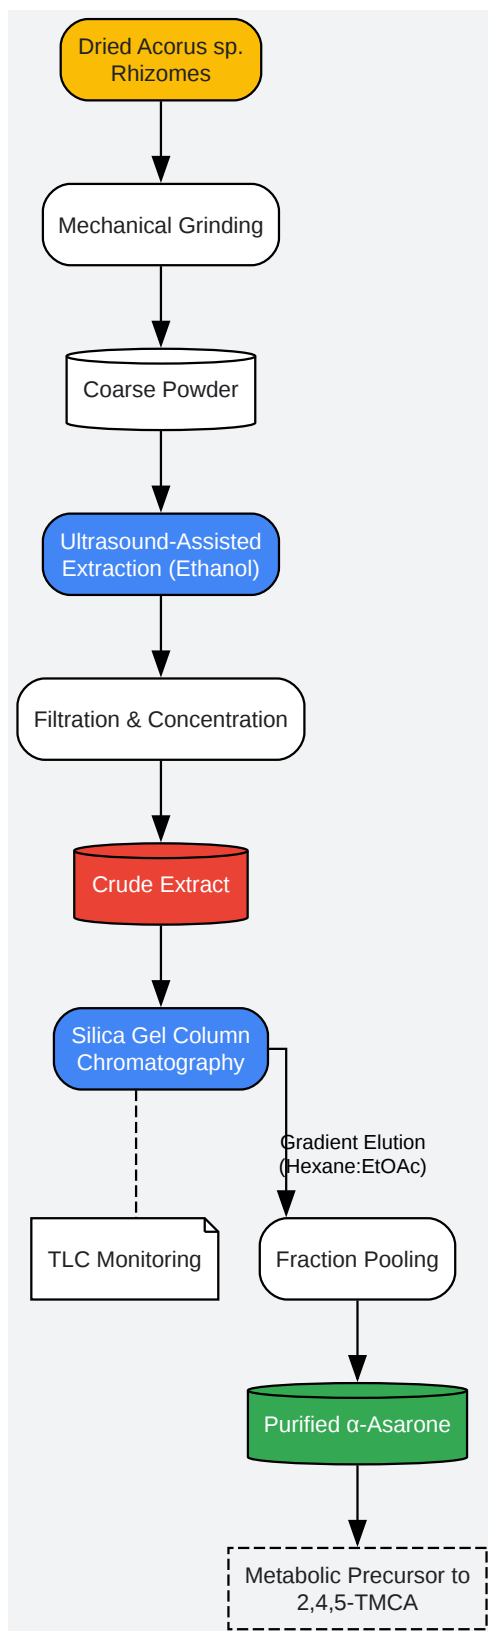 Dried Acorus sp.
Rhizomes
Mechanical Grinding
Coarse Powder
Ultrasound-Assisted
Extraction (Ethanol)
Filtration & Concentration
Crude Extract
Silica Gel Column
Chromatography
Gradient Elution
(Hexane:EtOAc)
TLC Monitoring
Fraction Pooling
Purified α-Asarone
Metabolic Precursor to
2,4,5-TMCA